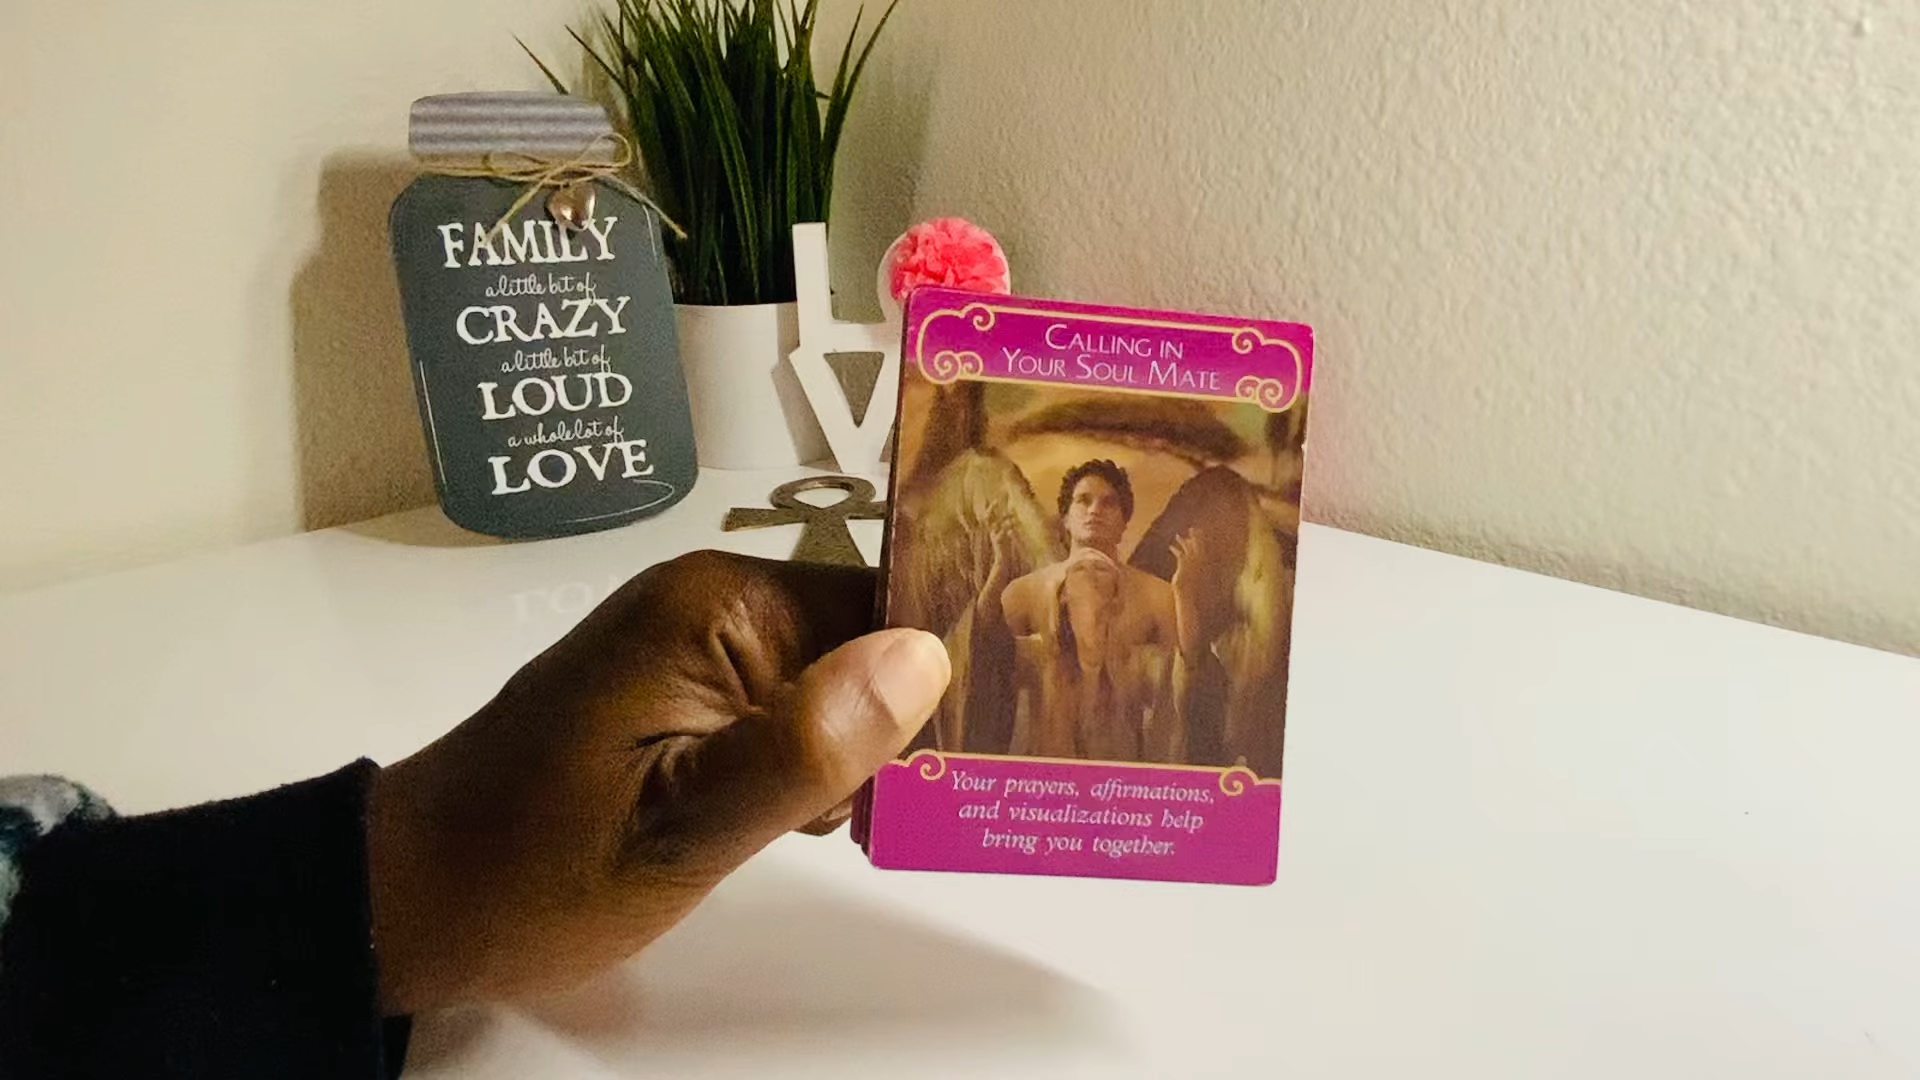 FAMILY
a little bit of
CRAZY
a little bit of
LOUD
a whole lot of
LOVE
L
V
CALLING IN
YOUR SOUL MATE
Your prayers, affirmations,
and visualizations help
bring you together.